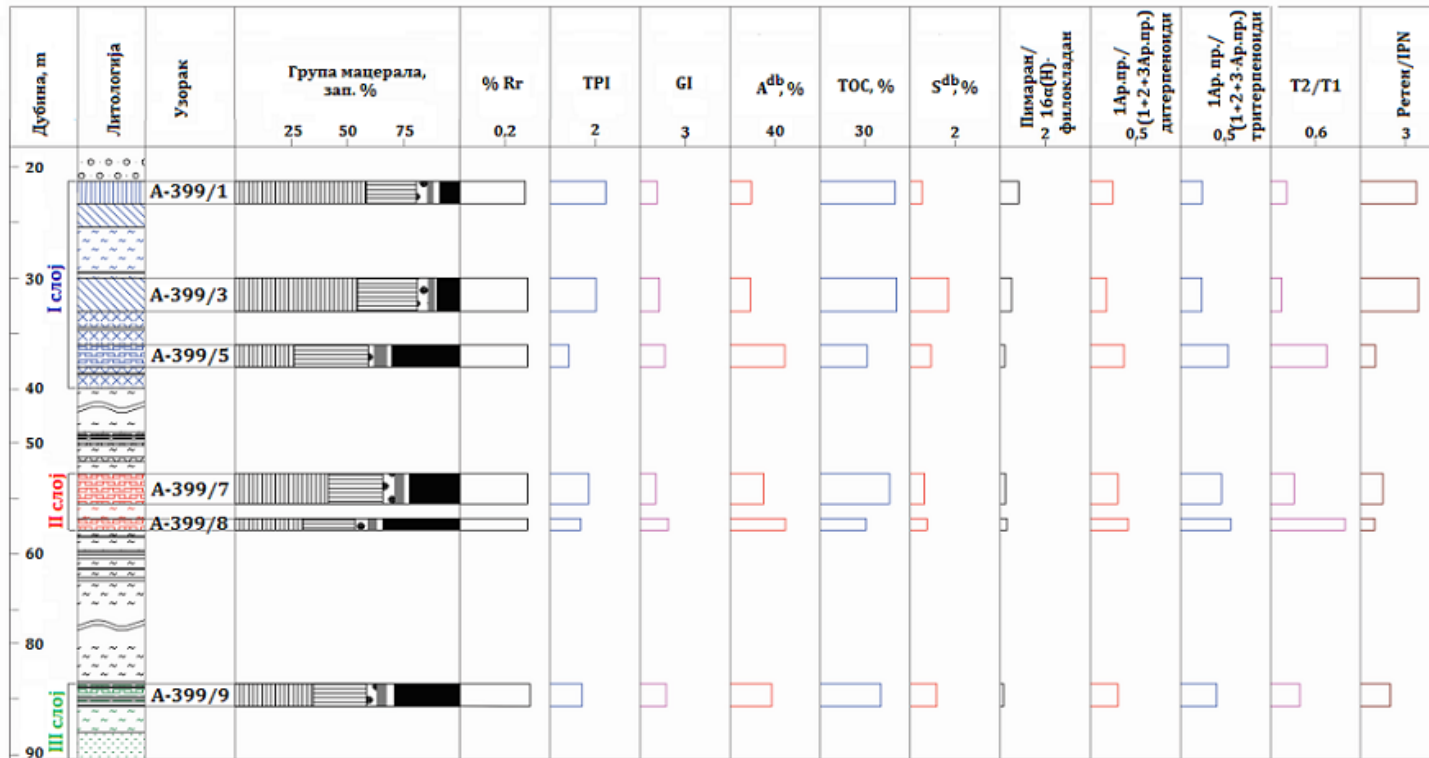 Дубина, m
Литологија
Узорак
Група мацерала,
зап. %
25 50 75
% Rr
0,2
TPI
2
GI
3
A^db, %
40
TOC, %
30
S^db, %
2
Пимаран/
16α(H)-
филокладан
2
1Ар.пр./
(1+2+3Ар.пр.)
дитерпеноиди
0,5
1Ар. пр./
(1+2+3-Ар.пр.)
тритерпеноиди
0,5
T2/T1
0,6
Ретен/IPN
3
20
А-399/1
30
I слој
А-399/3
А-399/5
40
50
II слој
А-399/7
А-399/8
60
80
III слој
А-399/9
90